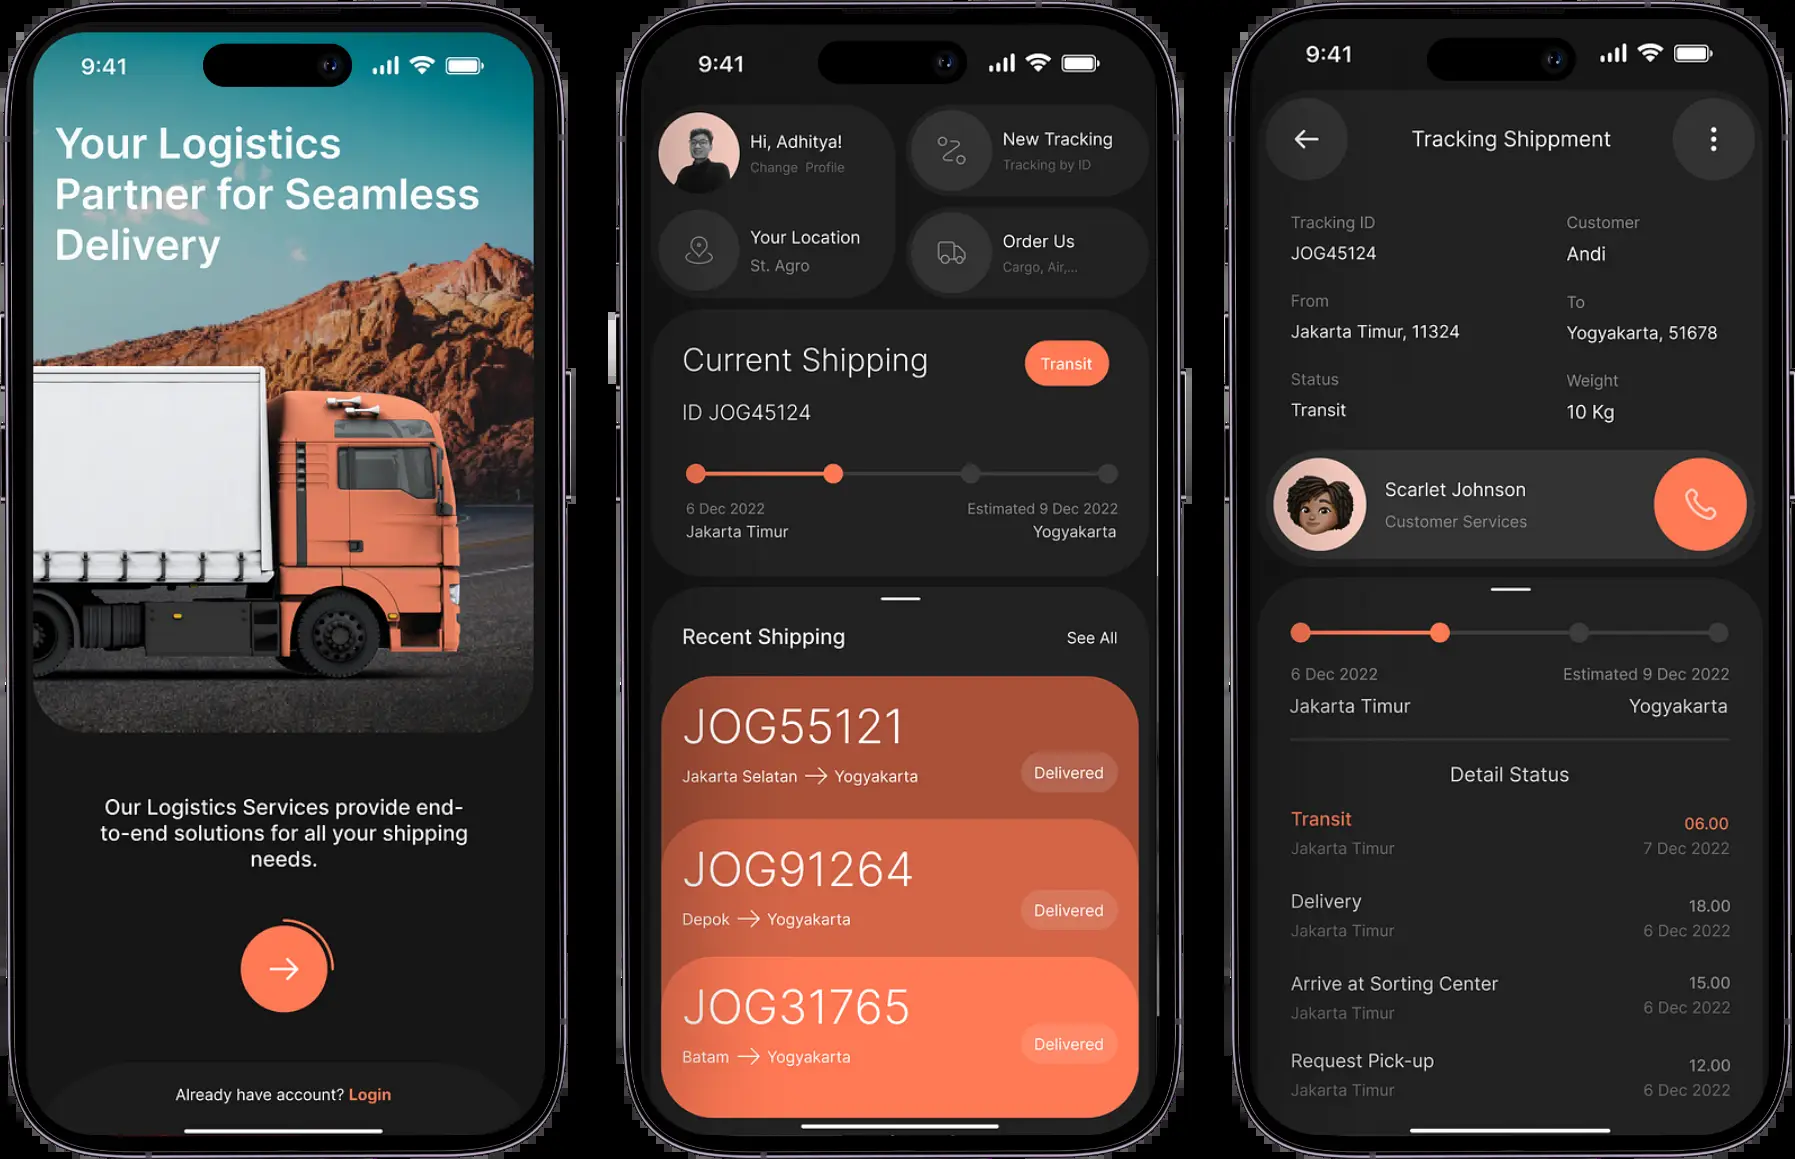 9:41
Your Logistics
Partner for Seamless
Delivery
Our Logistics Services provide end-
to-end solutions for all your shipping
needs.
Already have account? Login
9:41
Hi, Adhitya!
Change Profile
New Tracking
Tracking by ID
Your Location
St. Agro
Order Us
Cargo, Air,...
Current Shipping
Transit
ID JOG45124
6 Dec 2022
Estimated 9 Dec 2022
Jakarta Timur
Yogyakarta
Recent Shipping
See All
JOG55121
Jakarta Selatan → Yogyakarta
Delivered
JOG91264
Depok → Yogyakarta
Delivered
JOG31765
Batam → Yogyakarta
Delivered
9:41
Tracking Shippment
Tracking ID
Customer
JOG45124
Andi
From
To
Jakarta Timur, 11324
Yogyakarta, 51678
Status
Weight
Transit
10 Kg
Scarlet Johnson
Customer Services
6 Dec 2022
Estimated 9 Dec 2022
Jakarta Timur
Yogyakarta
Detail Status
Transit
06.00
Jakarta Timur
7 Dec 2022
Delivery
18.00
Jakarta Timur
6 Dec 2022
Arrive at Sorting Center
15.00
Jakarta Timur
6 Dec 2022
Request Pick-up
12.00
Jakarta Timur
6 Dec 2022